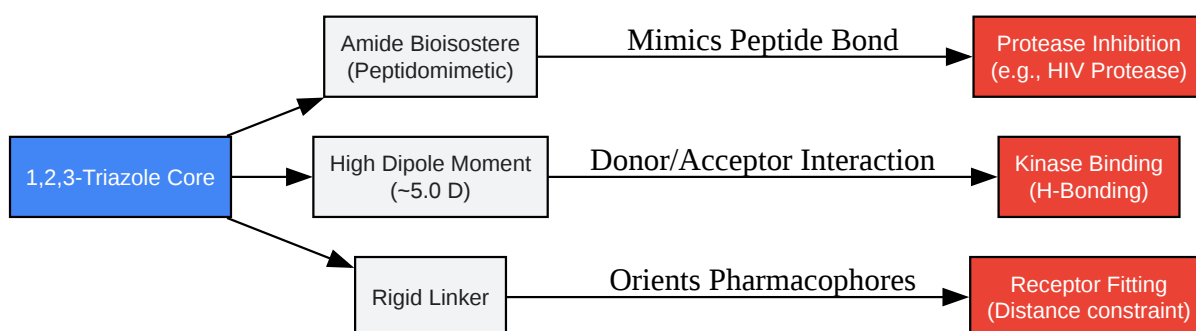 Amide Bioisostere
(Peptidomimetic)
Mimics Peptide Bond
Protease Inhibition
(e.g., HIV Protease)
1,2,3-Triazole Core
High Dipole Moment
(~5.0 D)
Donor/Acceptor Interaction
Kinase Binding
(H-Bonding)
Rigid Linker
Orients Pharmacophores
Receptor Fitting
(Distance constraint)